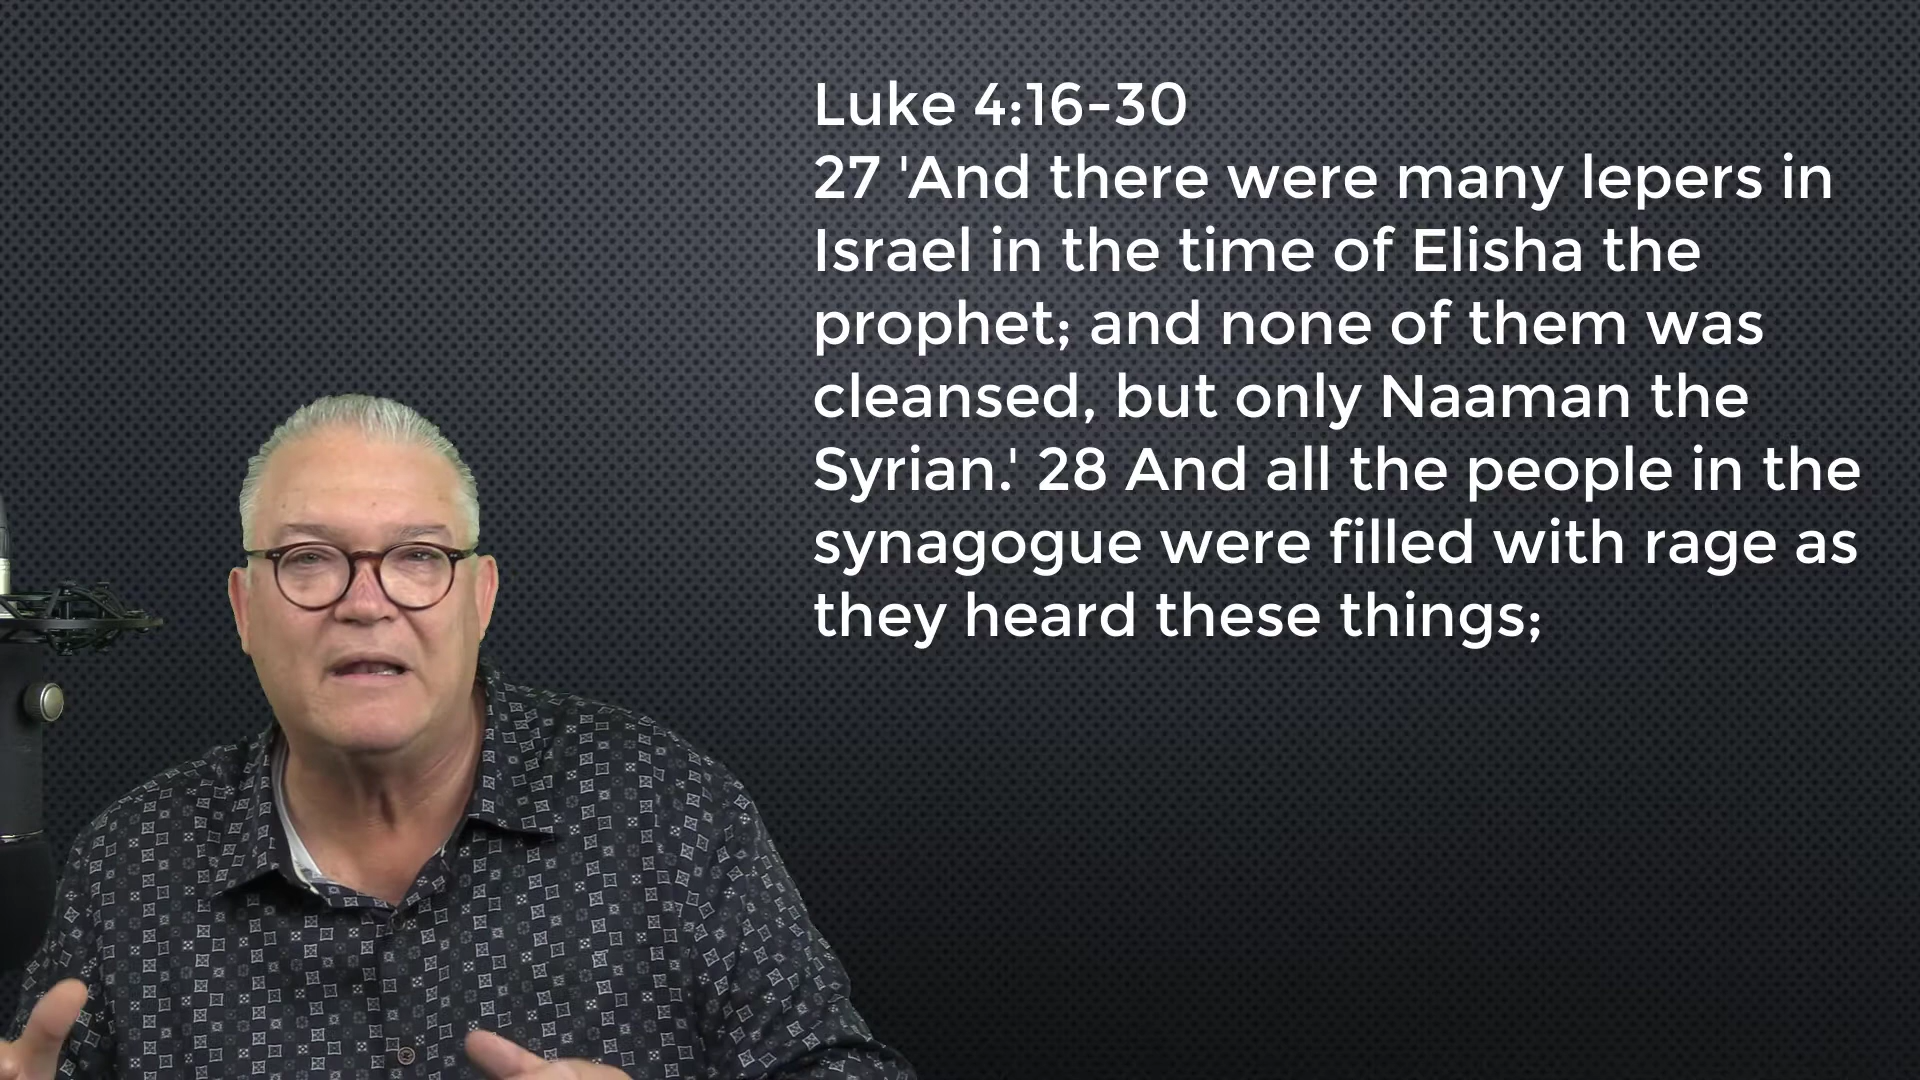 Luke 4:16-30
27 'And there were many lepers in
Israel in the time of Elisha the
prophet; and none of them was
cleansed, but only Naaman the
Syrian.' 28 And all the people in the
synagogue were filled with rage as
they heard these things;